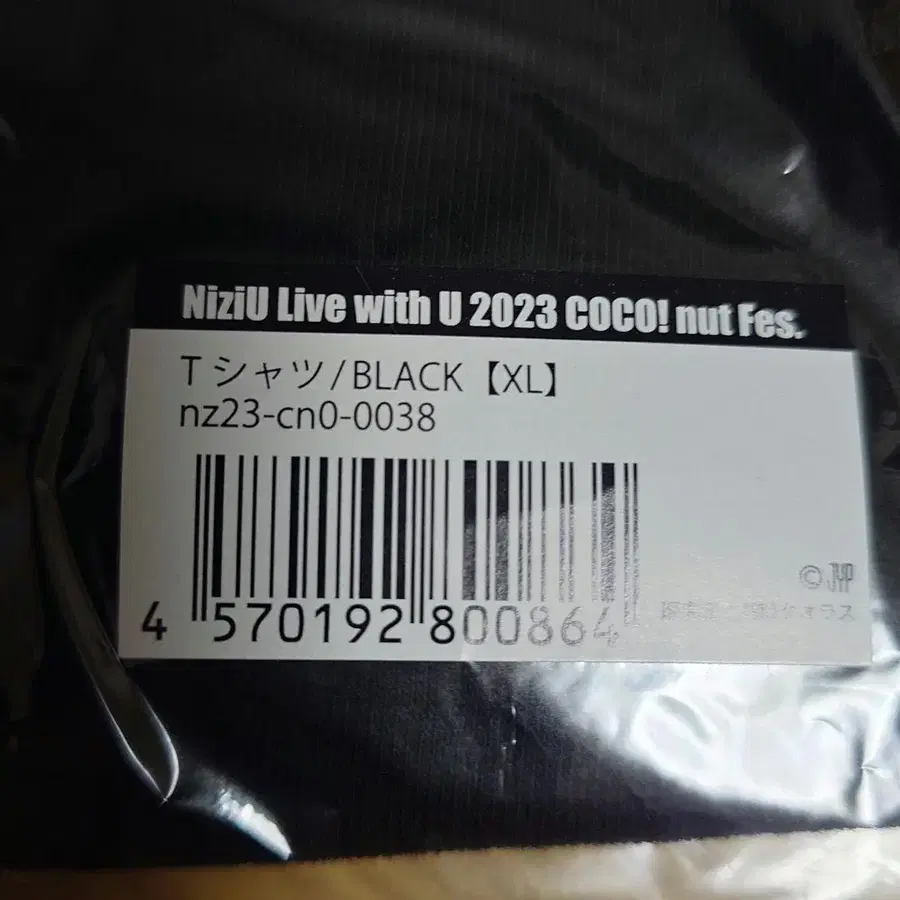 NiziU Live with U 2023 COCO! nut Fes.
Tシャツ/BLACK【XL】
nz23-cn0-0038
4 570192 800864
© JYP